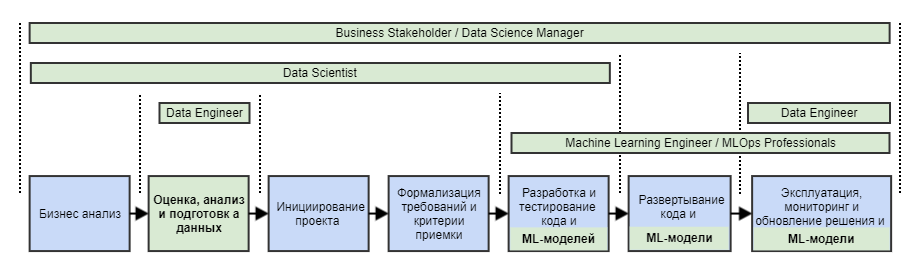 Business Stakeholder / Data Science Manager
Data Scientist
Data Engineer
Data Engineer
Machine Learning Engineer / MLOps Professionals
Бизнес анализ
Оценка, анализ
и подготовк а
данных
Инициирование
проекта
Формализация
требований и
критерии
приемки
Разработка и
тестирование
кода и
ML-моделей
Развертывание
кода и
ML-модели
Эксплуатация,
мониторинг и
обновление решения и
ML-модели